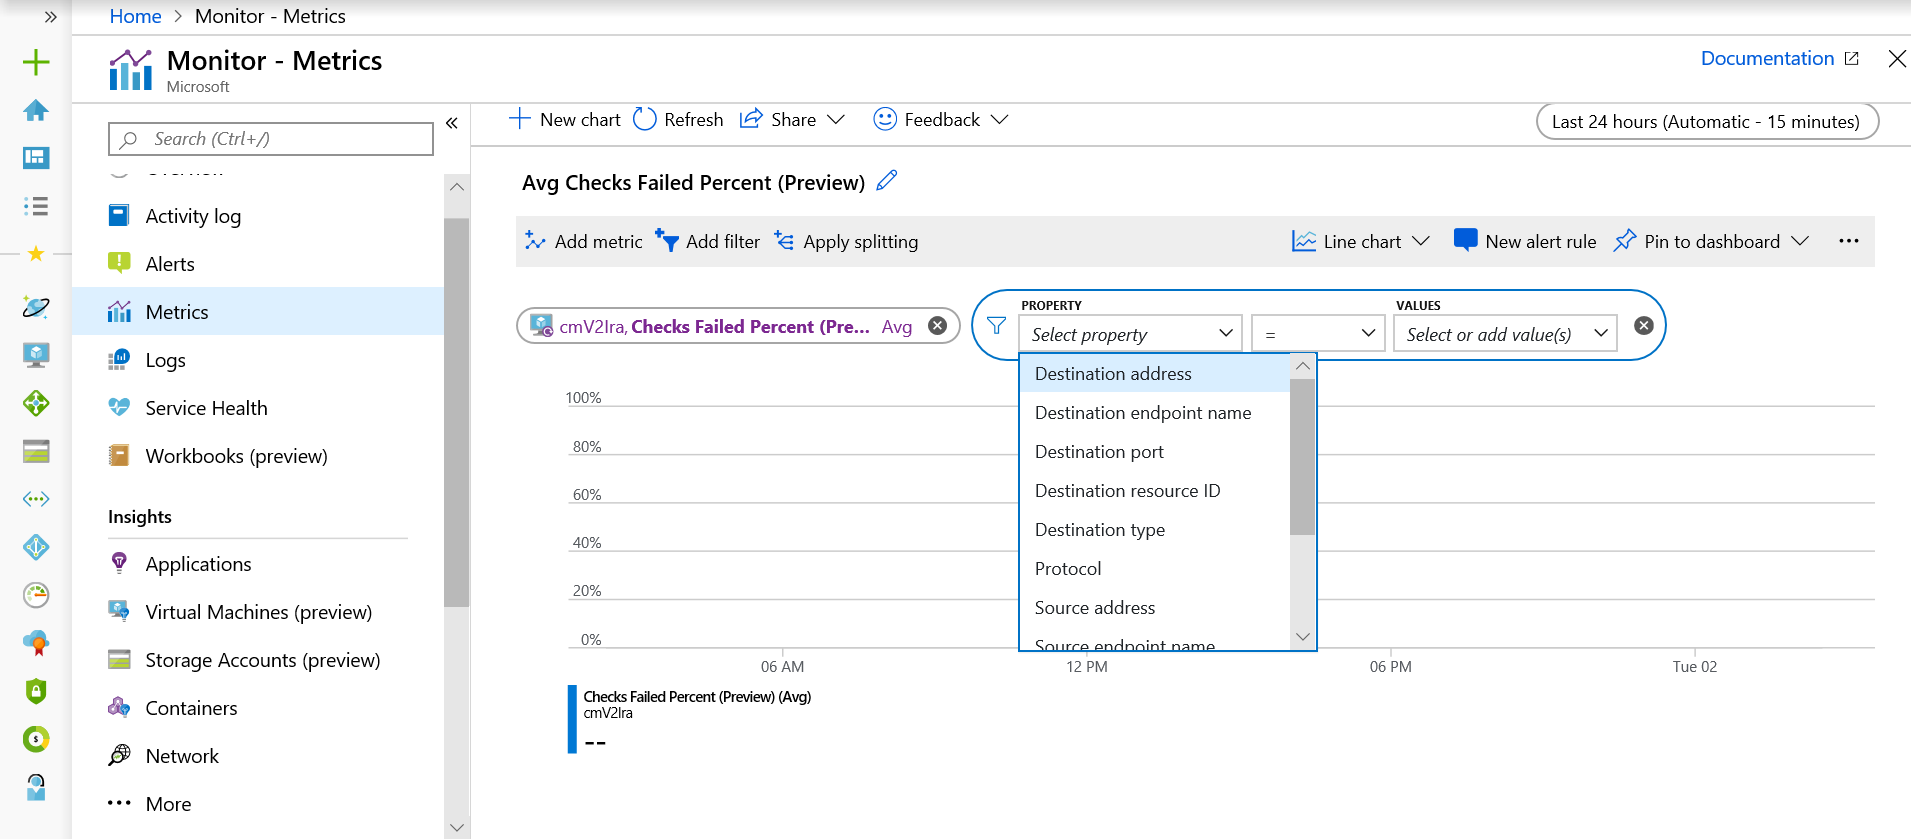 Home > Monitor - Metrics
Monitor - Metrics
Microsoft
Documentation
Search (Ctrl+/)
Overview
Activity log
Alerts
Metrics
Logs
Service Health
Workbooks (preview)
Insights
Applications
Virtual Machines (preview)
Storage Accounts (preview)
Containers
Network
More
New chart Refresh Share Feedback
Last 24 hours (Automatic - 15 minutes)
Avg Checks Failed Percent (Preview)
Add metric Add filter Apply splitting Line chart New alert rule Pin to dashboard
cmV2Ira, Checks Failed Percent (Pre... Avg
PROPERTY VALUES
Select property = Select or add value(s)
Destination address
Destination endpoint name
Destination port
Destination resource ID
Destination type
Protocol
Source address
Source endpoint name
100%
80%
60%
40%
20%
0%
06 AM 12 PM 06 PM Tue 02
Checks Failed Percent (Preview) (Avg)
cmV2Ira
--